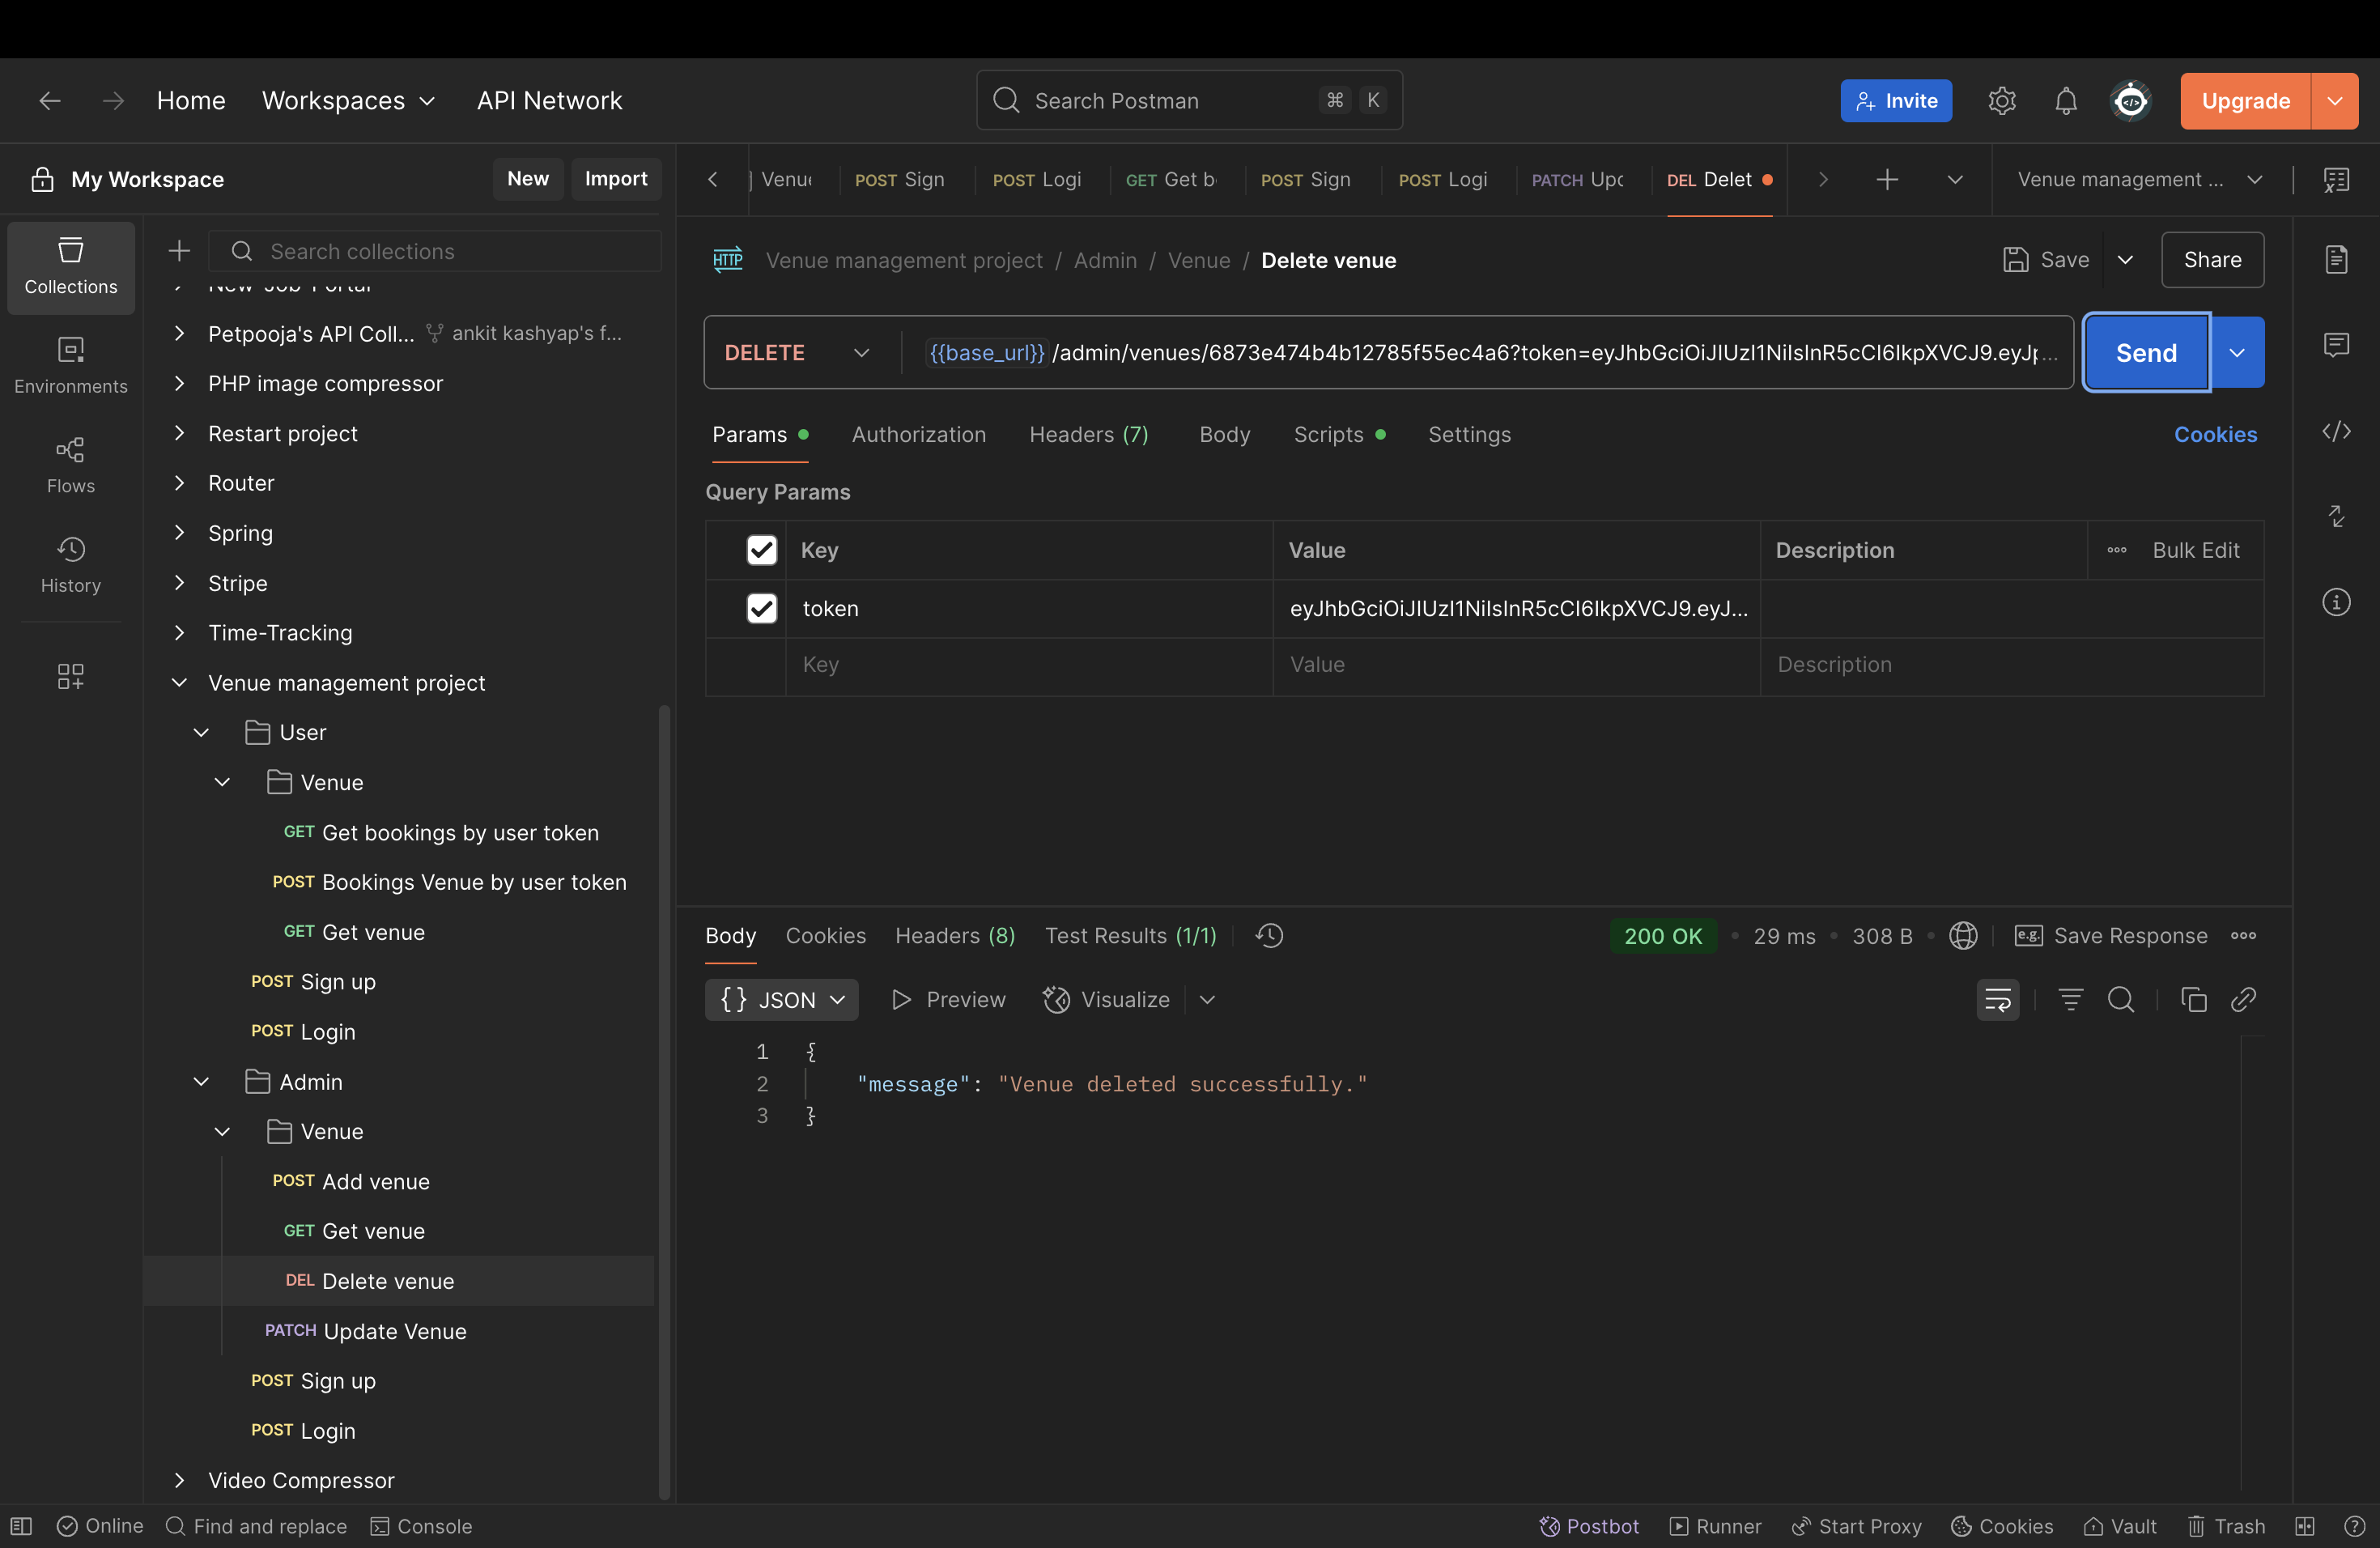 Home Workspaces API Network
Search Postman ⌘ K
Invite Upgrade
My Workspace New Import
Collections
Environments
Flows
History
Search collections
Petpooja's API Coll... ankit kashyap's f...
PHP image compressor
Restart project
Router
Spring
Stripe
Time-Tracking
Venue management project
User
Venue
GET Get bookings by user token
POST Bookings Venue by user token
GET Get venue
POST Sign up
POST Login
Admin
Venue
POST Add venue
GET Get venue
DEL Delete venue
PATCH Update Venue
POST Sign up
POST Login
Video Compressor
POST Sign POST Logi GET Get b POST Sign POST Logi PATCH Upd DEL Delet Venue management ...
HTTP Venue management project / Admin / Venue / Delete venue Save Share
DELETE {{base_url}} /admin/venues/6873e474b4b12785f55ec4a6?token=eyJhbGciOiJIUzI1NiIsInR5cCI6IkpXVCJ9.eyJp... Send
Params Authorization Headers (7) Body Scripts Settings Cookies
Query Params
Key Value Description Bulk Edit
token eyJhbGciOiJIUzI1NiIsInR5cCI6IkpXVCJ9.eyJ...
Key Value Description
Body Cookies Headers (8) Test Results (1/1) 200 OK 29 ms 308 B e.g. Save Response
{} JSON Preview Visualize
1 {
2 "message": "Venue deleted successfully."
3 }
Online Find and replace Console Postbot Runner Start Proxy Cookies Vault Trash